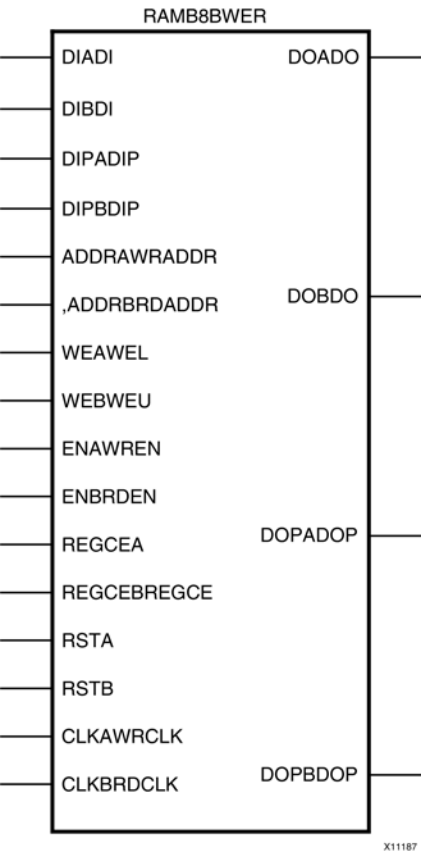 RAMB8BWER
DIADI
DOADO
DIBDI
DIPADIP
DIPBDIP
ADDRAWRADDR
,ADDRBRDADDR
DOBDO
WEAWEL
WEBWEU
ENAWREN
ENBRDEN
REGCEA
DOPADOP
REGCEBREGCE
RSTA
RSTB
CLKAWRCLK
CLKBRDCLK
DOPBDOP
X11187